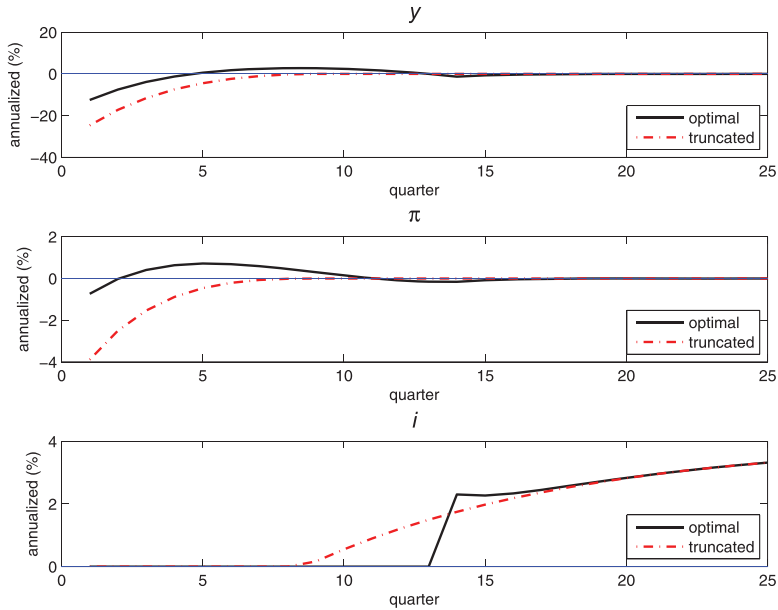 y
annualized (%)
20
0
−20
−40
0
5
10
15
20
25
quarter
optimal
truncated
π
annualized (%)
2
0
−2
−4
0
5
10
15
20
25
quarter
optimal
truncated
i
annualized (%)
4
2
0
0
5
10
15
20
25
quarter
optimal
truncated